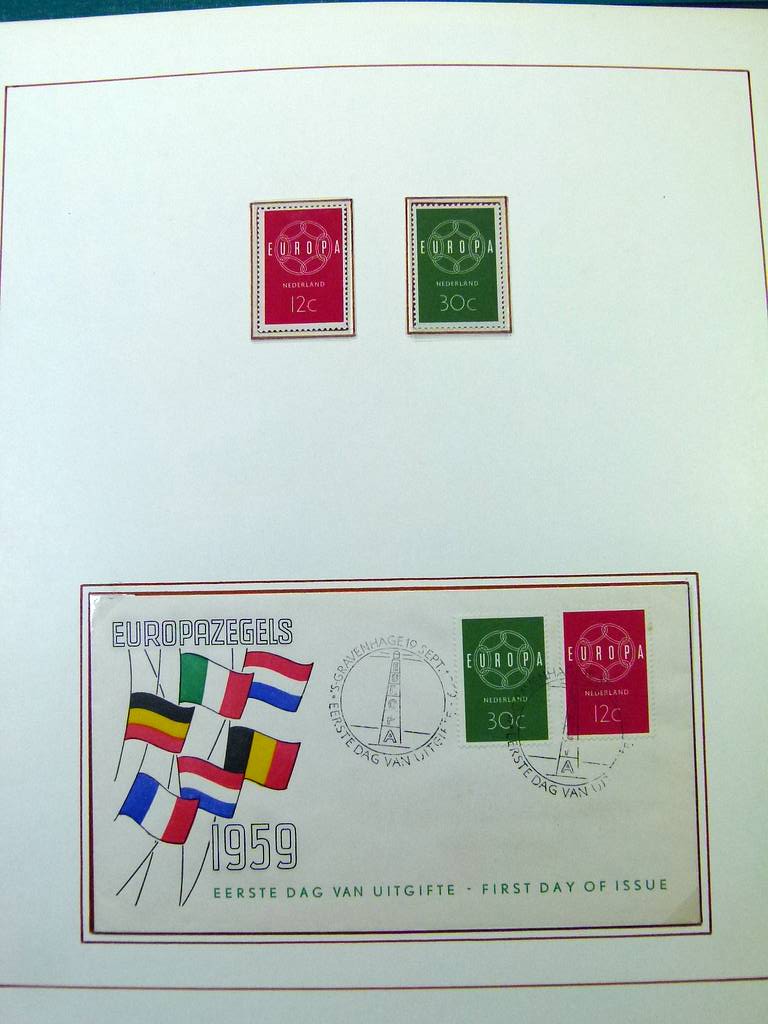 EUROPA
NEDERLAND
12c
EUROPA
NEDERLAND
30c
EUROPAZEGELS
'S-GRAVENHAGE 19 SEPT.
EUROPA
EERSTE DAG VAN UITGIFTE
EUROPA
NEDERLAND
30c
EUROPA
NEDERLAND
12c
EERSTE DAG VAN
1959
EERSTE DAG VAN UITGIFTE - FIRST DAY OF ISSUE